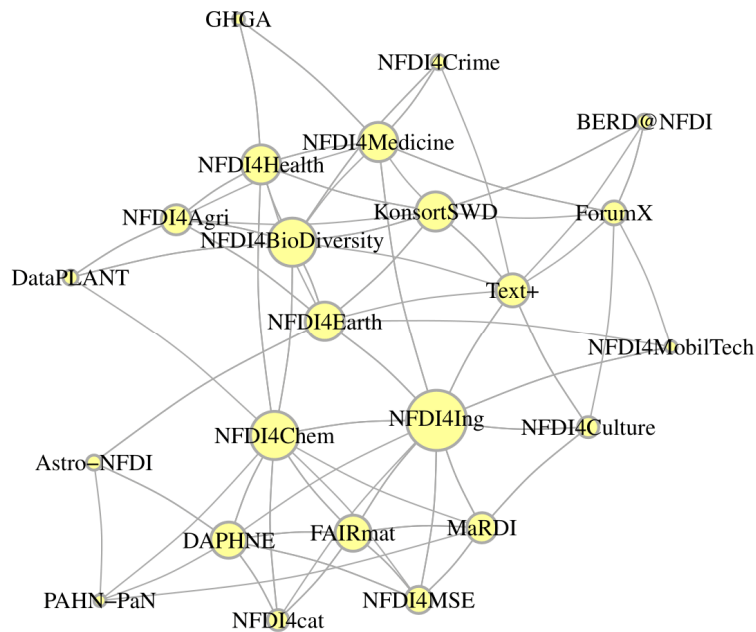 GHGA
NFDI4Crime
BERD@NFDI
NFDI4Medicine
NFDI4Health
NFDI4Agri
KonsortSWD
ForumX
NFDI4BioDiversity
DataPLANT
Text+
NFDI4Earth
NFDI4MobilTech
NFDI4Ing
NFDI4Culture
NFDI4Chem
Astro−NFDI
MaRDI
FAIRmat
DAPHNE
PAHN−PaN
NFDI4MSE
NFDI4cat